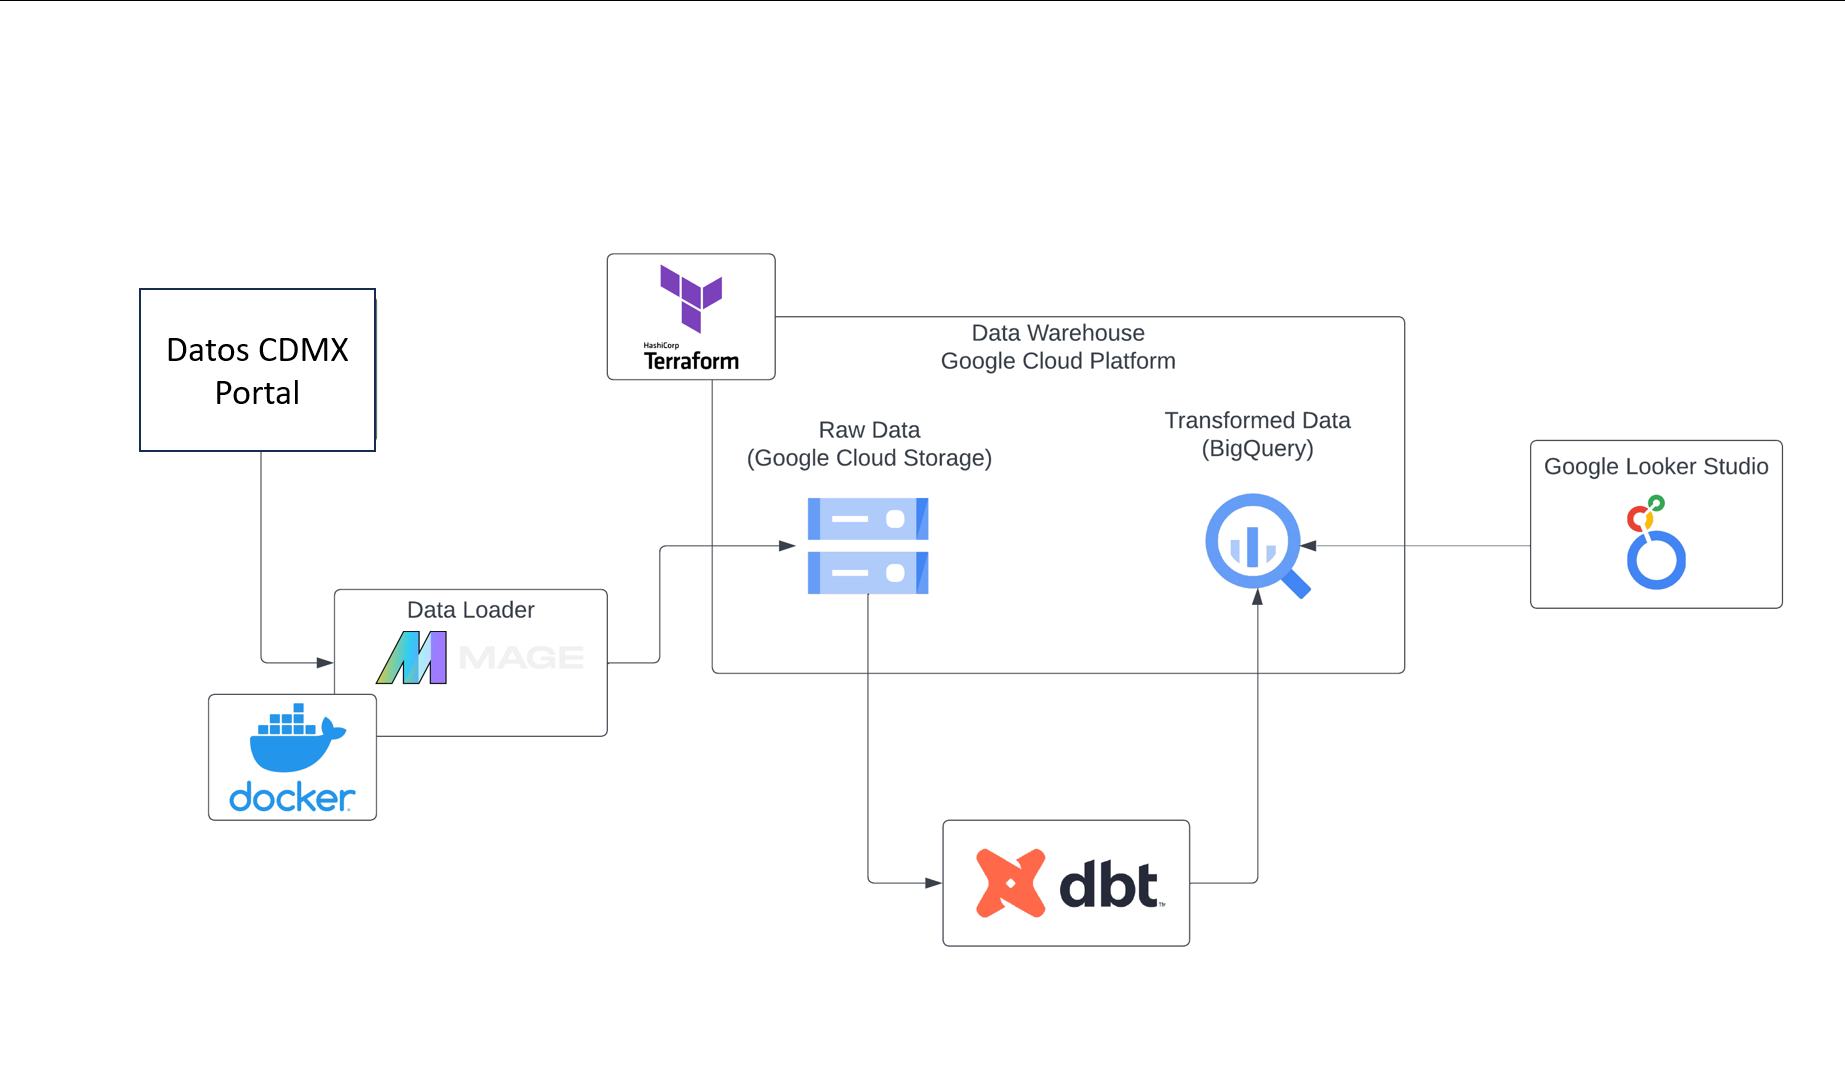 Datos CDMX
Portal
Data Loader
MAGE
docker
HashiCorp
Terraform
Data Warehouse
Google Cloud Platform
Raw Data
(Google Cloud Storage)
Transformed Data
(BigQuery)
dbt
TM
Google Looker Studio